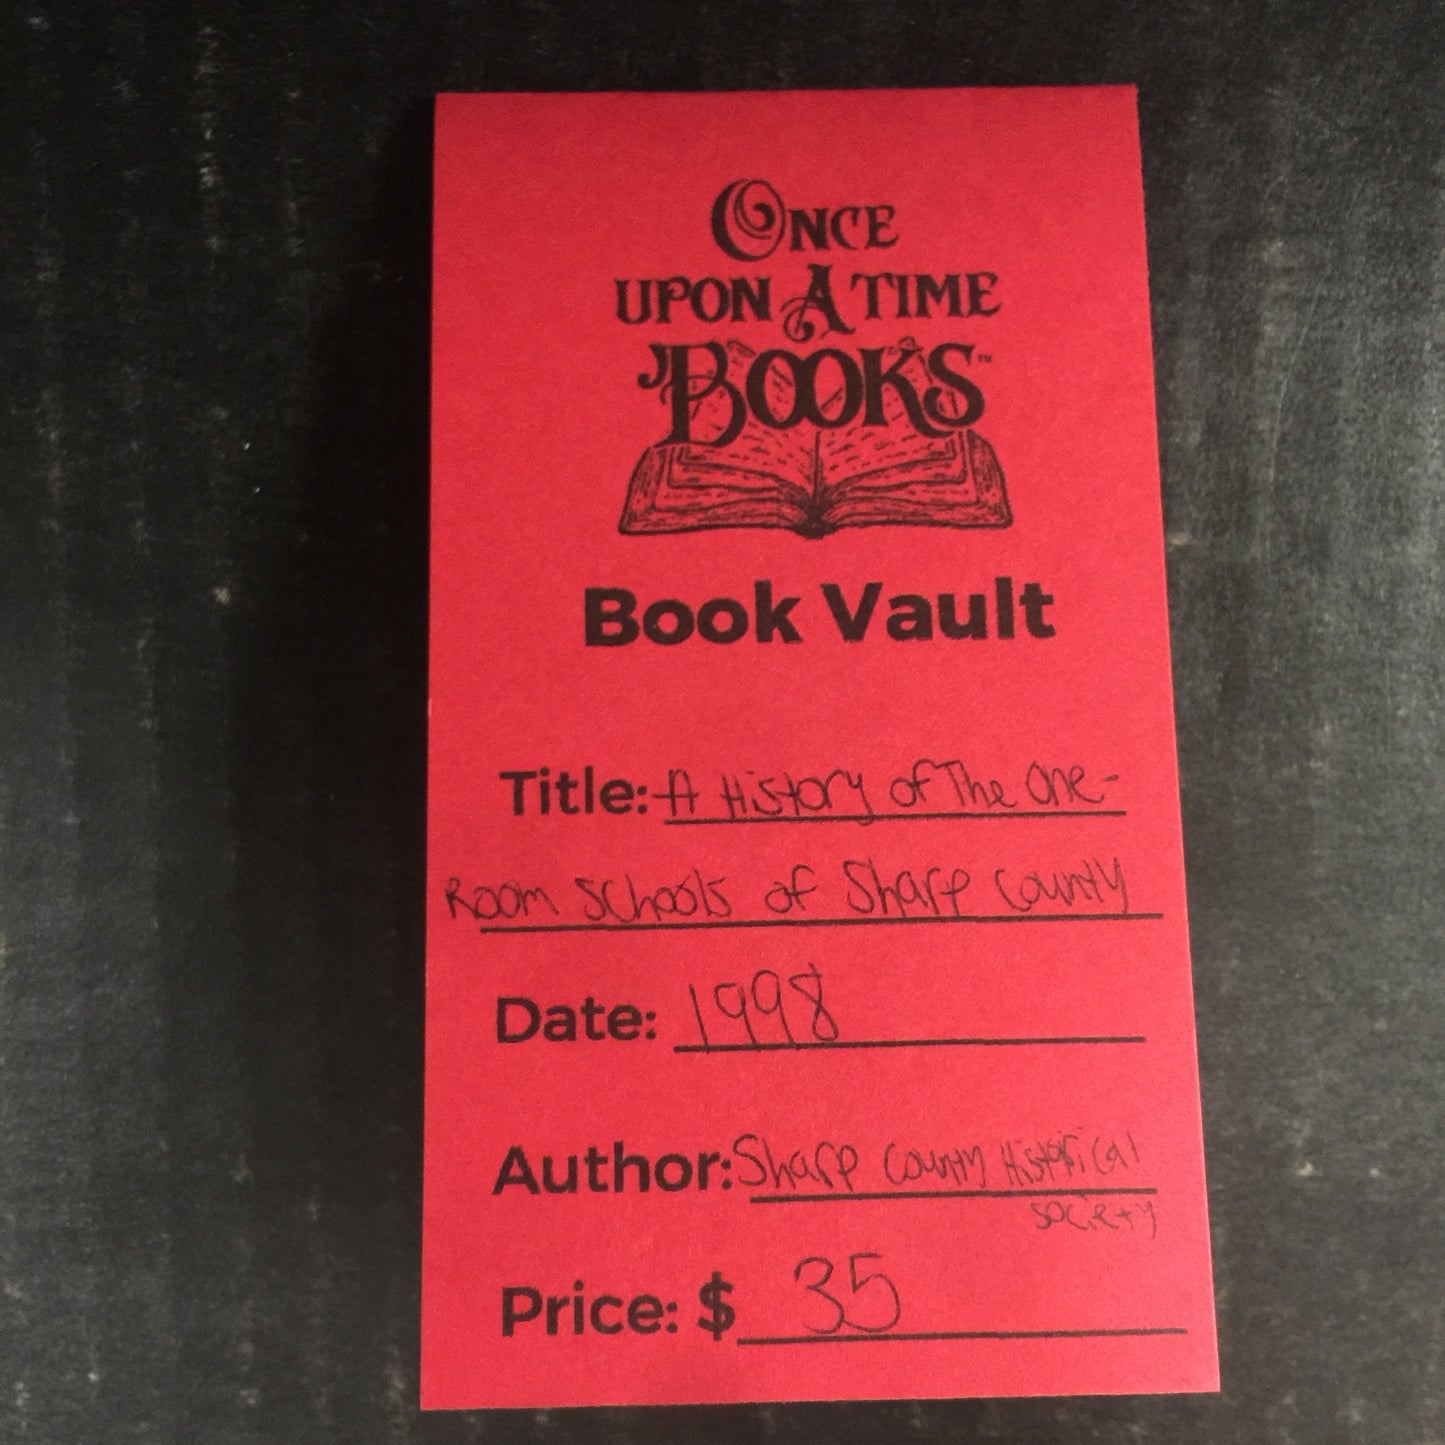 ONCE
UPON A TIME
BOOKS™
Book Vault
Title: A History of The One-
Room Schools of Sharp County
Date: 1998
Author: Sharp County Historical
Society
Price: $ 35